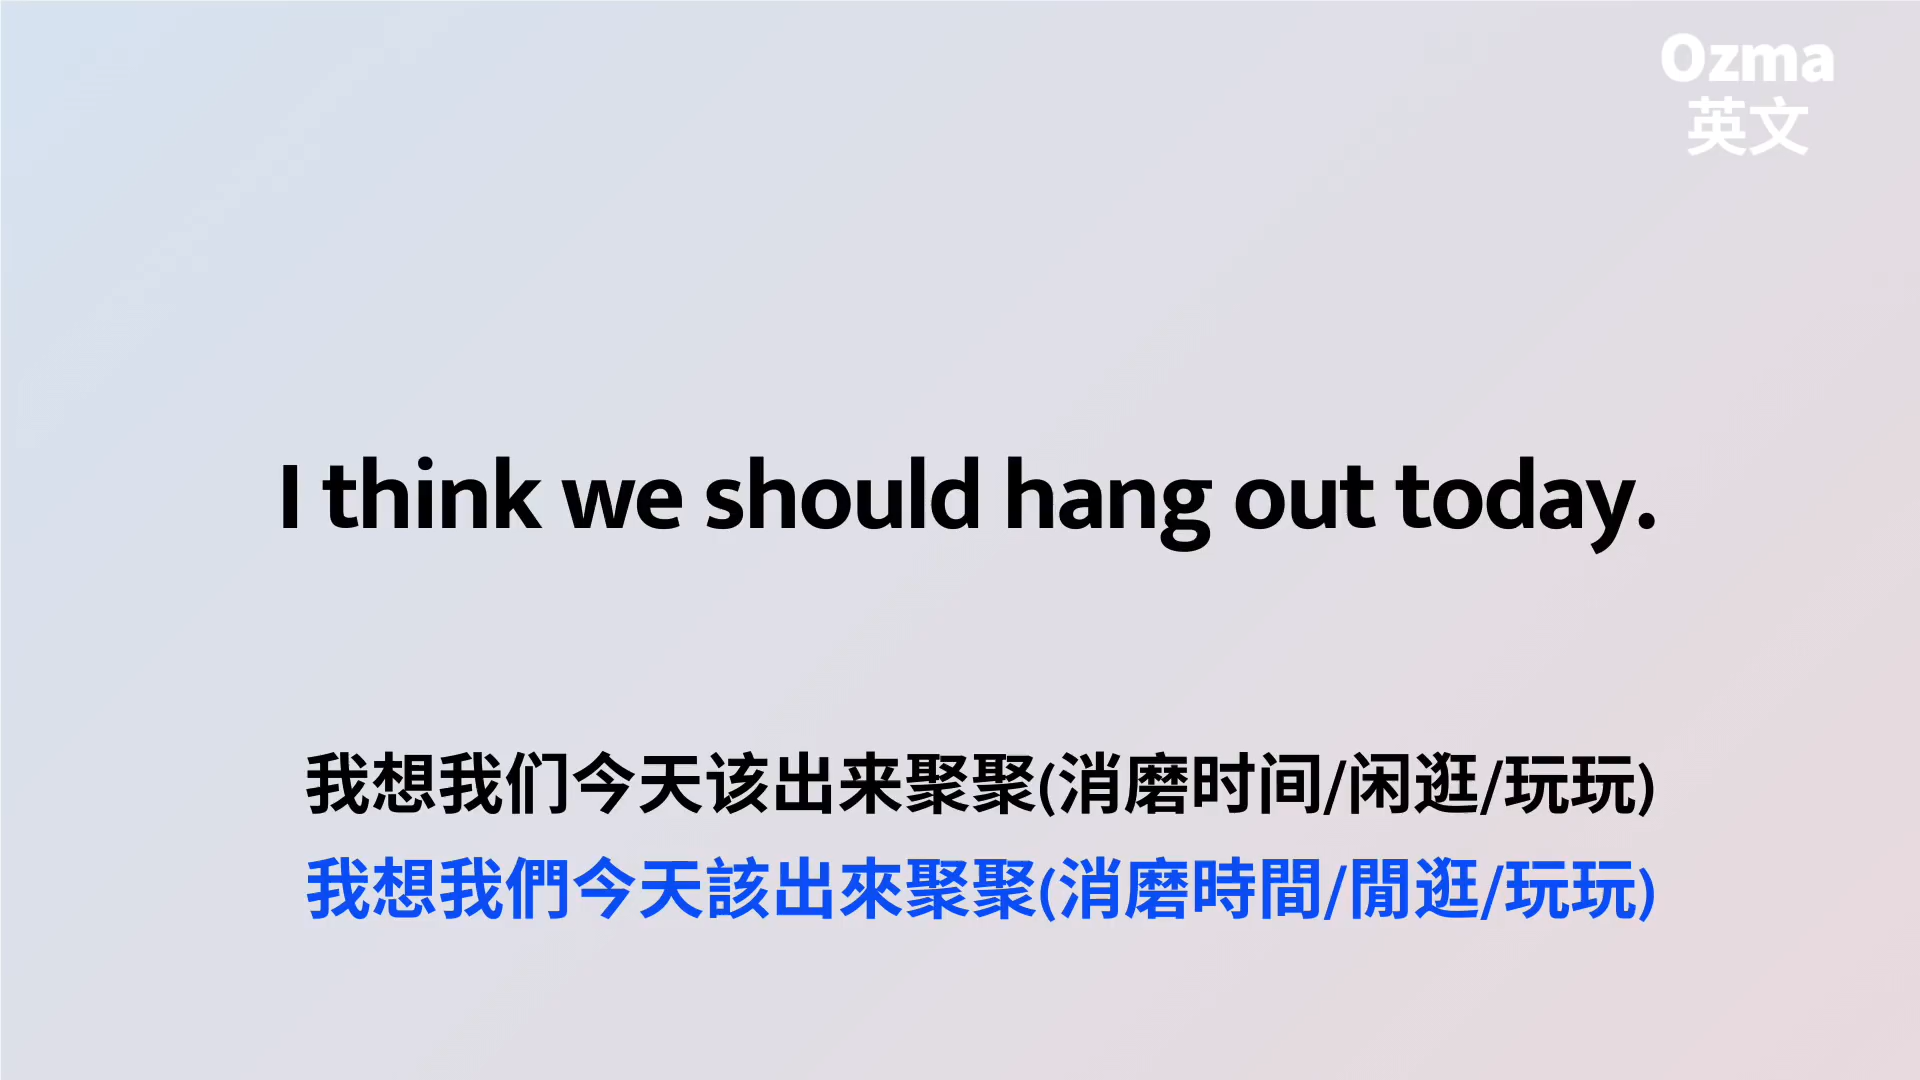 Ozma
英文
I think we should hang out today.
我想我们今天该出来聚聚(消磨时间/闲逛/玩玩)
我想我們今天該出來聚聚(消磨時間/閒逛/玩玩)